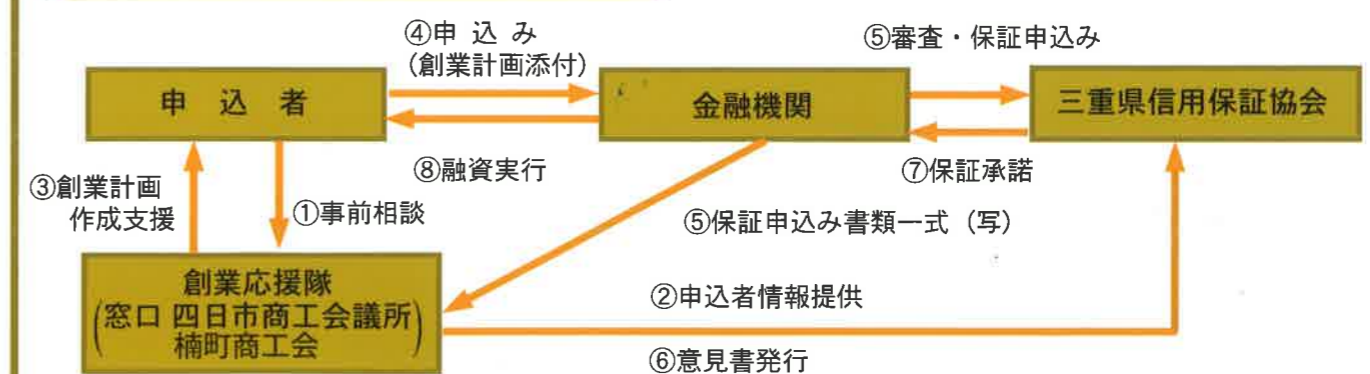 ④申 込 み
(創業計画添付)
⑤審査・保証申込み
申 込 者
金融機関
三重県信用保証協会
⑧融資実行
⑦保証承諾
③創業計画
作成支援
①事前相談
⑤保証申込み書類一式（写）
創業応援隊
(窓口 四日市商工会議所
楠町商工会)
②申込者情報提供
⑥意見書発行